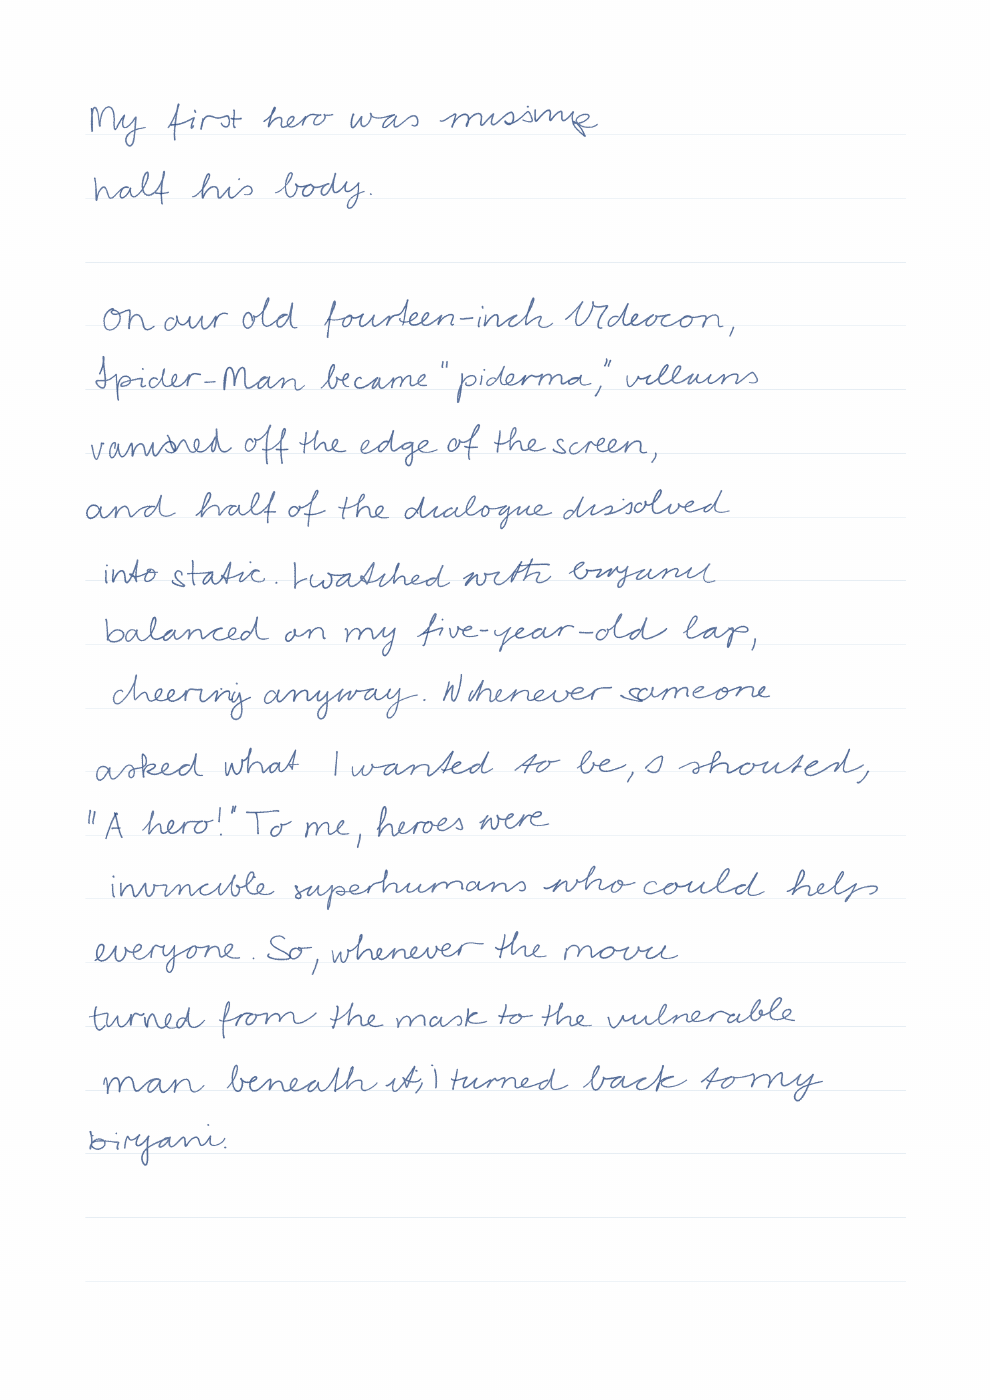 My first hero was missing
half his body.
On our old fourteen-inch Videocon,
Spider-Man became "piderma," villains
vanished off the edge of the screen,
and half of the dialogue dissolved
into static. I watched with biryani
balanced on my five-year-old lap,
cheering anyway. Whenever someone
asked what I wanted to be, I shouted,
"A hero!" To me, heroes were
invincible superhumans who could help
everyone. So, whenever the movie
turned from the mask to the vulnerable
man beneath it, I turned back to my
biryani.